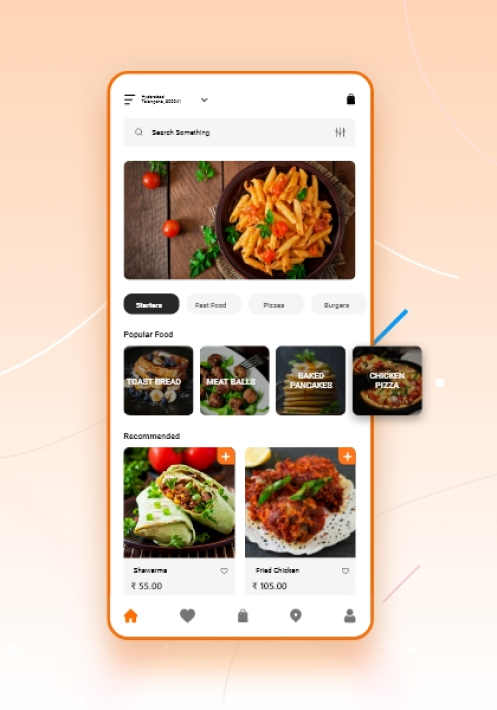 Hyderabad
Telangana, 500041
Search Something
Starters
Fast Food
Pizzas
Burgers
Popular Food
TOAST BREAD
MEAT BALLS
BAKED
PANCAKES
CHICKEN
PIZZA
Recommended
Shawarma
Fried Chicken
₹ 55.00
₹ 105.00